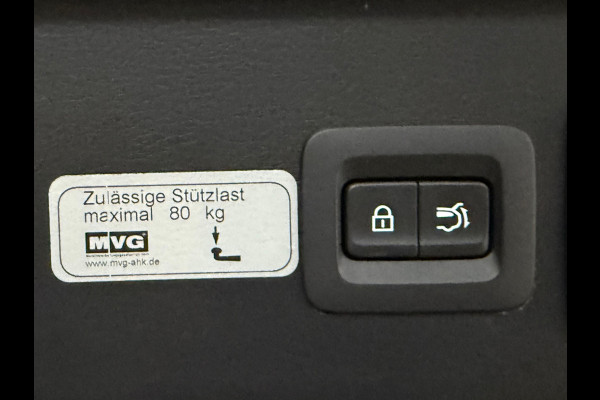 Zulässige Stützlast
maximal 80 kg
MVG
www.mvg-ahk.de